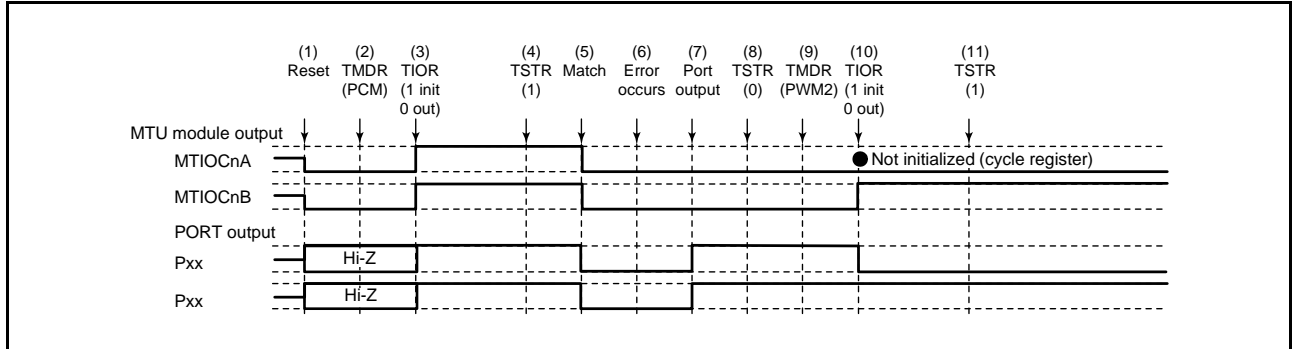 (1) (2) (3) (4) (5) (6) (7) (8) (9) (10) (11)
Reset TMDR TIOR TSTR Match Error Port TSTR TMDR TIOR TSTR
(PCM) (1 init (1) occurs output (0) (PWM2) (1 init (1)
0 out) 0 out)
MTU module output
MTIOCnA Not initialized (cycle register)
MTIOCnB
PORT output
Pxx Hi-Z
Pxx Hi-Z